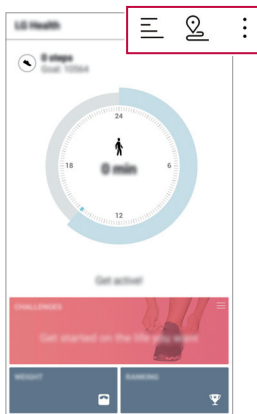 LG Health
0 steps
Goal: 10564
24
18
6
0 min
12
Get active!
CHALLENGES
Get started on the life you want
WEIGHT
RANKING